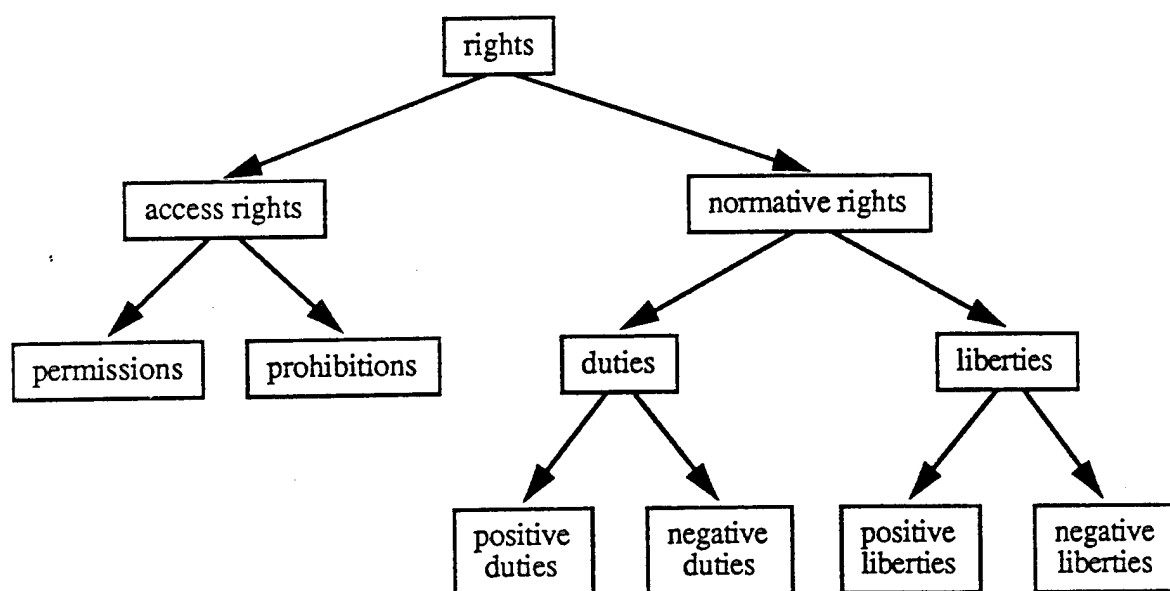 rights
access rights
normative rights
permissions
prohibitions
duties
liberties
positive
duties
negative
duties
positive
liberties
negative
liberties